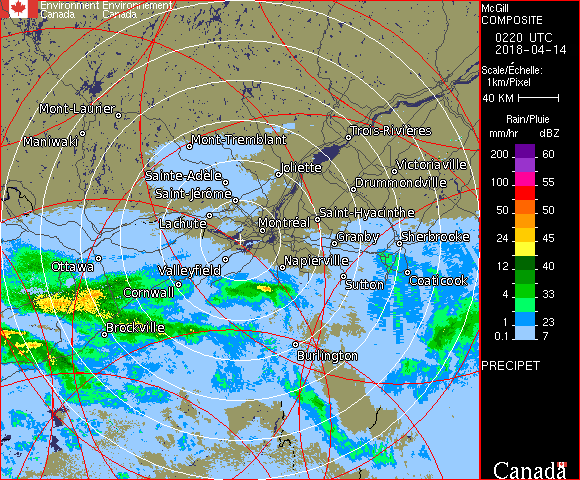 Environment Environnement
Canada Canada
McGill
COMPOSITE
0220 UTC
2018-04-14
Scale/Échelle:
1km/Pixel
40 KM
Rain/Pluie
mm/hr dBZ
200 60
100 55
50 50
24 45
12 40
4 33
1 23
0.1 7
PRECIPET
Canada
Mont-Laurier
Maniwaki
Mont-Tremblant
Trois-Rivières
Victoriaville
Joliette
Sainte-Adèle
Drummondville
Saint-Jérôme
Lachute
Saint-Hyacinthe
Montréal
Granby
Sherbrooke
Ottawa
Valleyfield
Napierville
Sutton
Coaticook
Cornwall
Brockville
Burlington